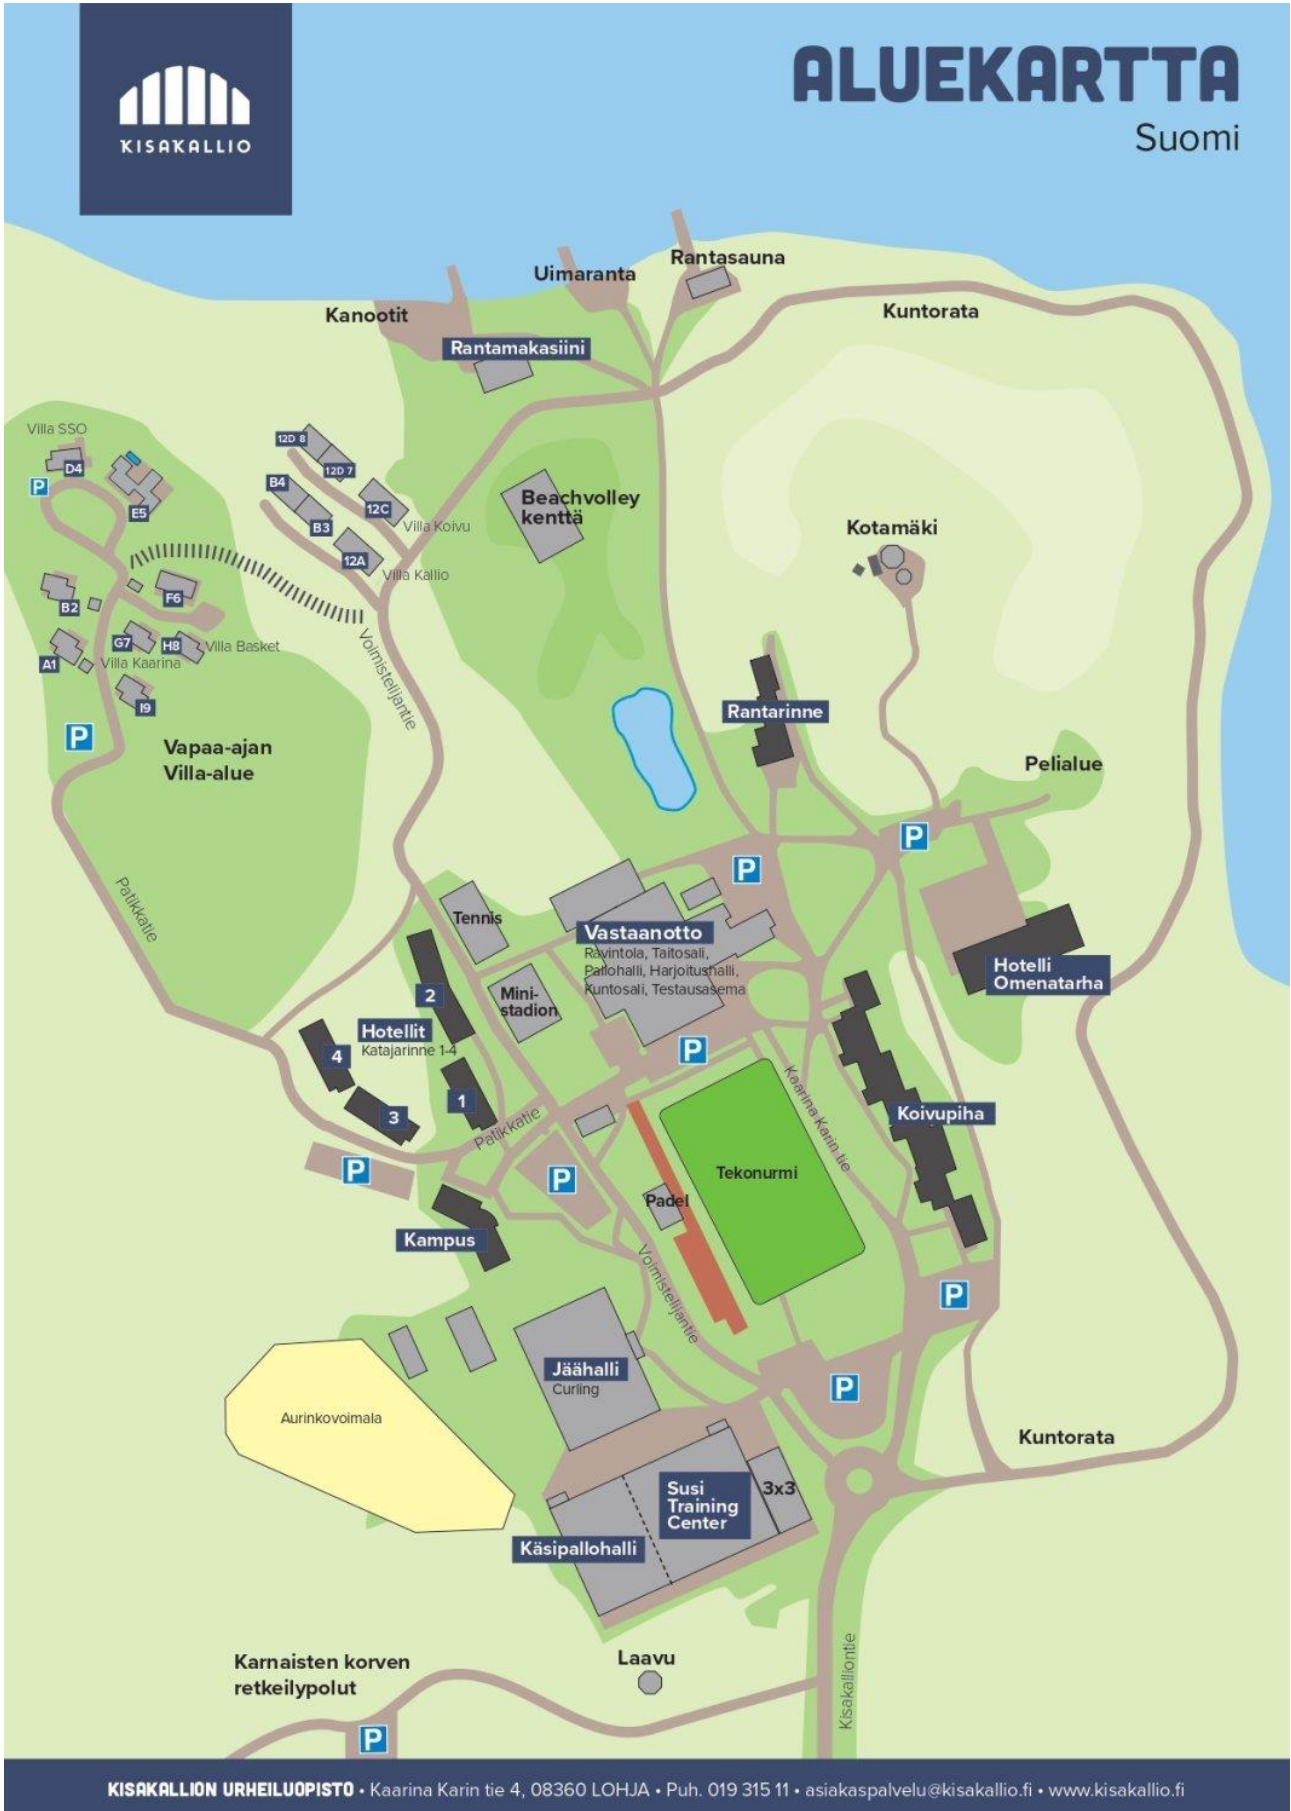 KISAKALLIO
ALUEKARTTA
Suomi
Rantasauna
Uimaranta
Kanootit
Kuntorata
Rantamakasiini
Villa SSO
D4
P
E5
12D 8
12D 7
B4
B3
12C
Villa Koivu
12A
Villa Kallio
Beachvolley
kenttä
Kotamäki
B2
F6
G7
H8
Villa Basket
A1
Villa Kaarina
I9
Voimistelijantie
P
Vapaa-ajan
Villa-alue
Rantarinne
Pelialue
P
P
Patikkatie
Tennis
Vastaanotto
Ravintola, Taitosali,
Pallohalli, Harjoitushalli,
Kuntosali, Testausasema
Hotelli
Omenatarha
2
Mini-
stadion
Hotellit
Katajarinne 1-4
4
P
3
1
Patikkatie
Kaarina Karin tie
Koivupiha
P
P
Tekonurmi
Padel
Kampus
Voimistelijantie
P
Jäähalli
Curling
P
Aurinkovoimala
Kuntorata
Susi
Training
Center
3x3
Käsipallohalli
Laavu
Karnaisten korven
retkeilypolut
Kisakalliontie
P
KISAKALLION URHEILUOPISTO • Kaarina Karin tie 4, 08360 LOHJA • Puh. 019 315 11 • asiakaspalvelu@kisakallio.fi • www.kisakallio.fi